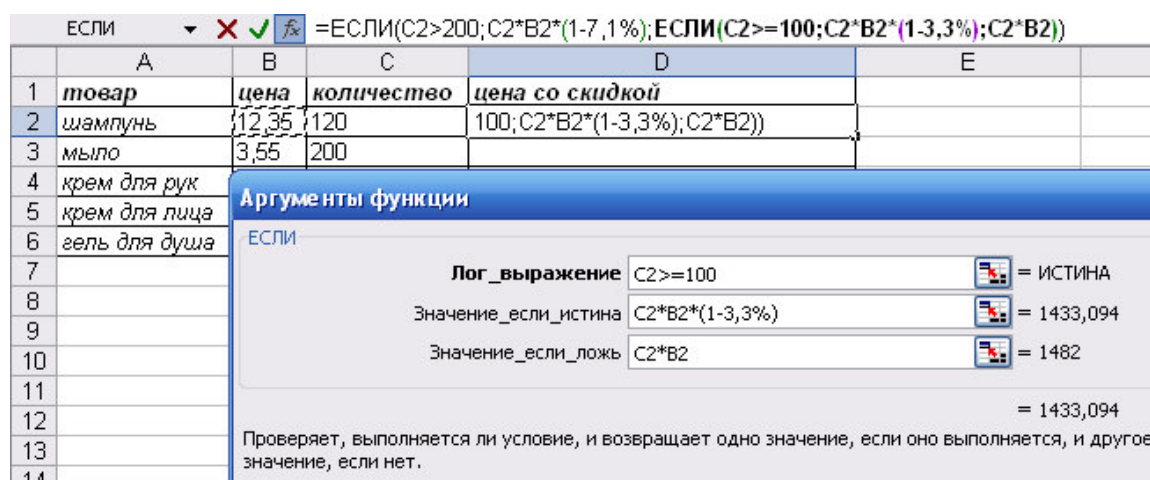 ЕСЛИ =ЕСЛИ(C2>200;C2*B2*(1-7,1%);ЕСЛИ(C2>=100;C2*B2*(1-3,3%);C2*B2))
A B C D E
1 товар цена количество цена со скидкой
2 шампунь 12,35 120 100;C2*B2*(1-3,3%);C2*B2))
3 мыло 3,55 200
4 крем для рук
Аргументы функции
5 крем для лица
6 гель для душа ЕСЛИ
7 Лог_выражение C2>=100 = ИСТИНА
8
Значение_если_истина C2*B2*(1-3,3%) = 1433,094
9
Значение_если_ложь C2*B2 = 1482
10
11
12 = 1433,094
13 Проверяет, выполняется ли условие, и возвращает одно значение, если оно выполняется, и другое
значение, если нет.
14